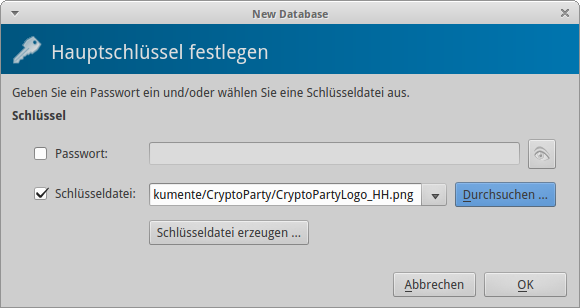 New Database
Hauptschlüssel festlegen
Geben Sie ein Passwort ein und/oder wählen Sie eine Schlüsseldatei aus.
Schlüssel
Passwort:
Schlüsseldatei: kumente/CryptoParty/CryptoPartyLogo_HH.png Durchsuchen ...
Schlüsseldatei erzeugen ...
Abbrechen OK